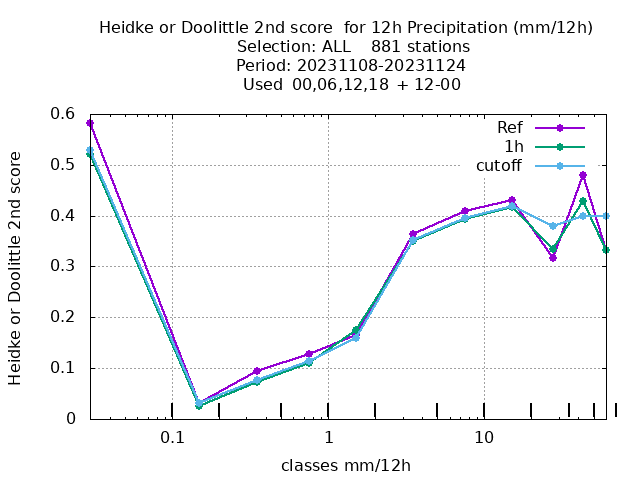 Heidke or Doolittle 2nd score  for 12h Precipitation (mm/12h)
Selection: ALL    881 stations
Period: 20231108-20231124
Used  00,06,12,18  + 12-00
Heidke or Doolittle 2nd score
0.6
0.5
0.4
0.3
0.2
0.1
0
Ref
1h
cutoff
0.1
1
10
classes mm/12h